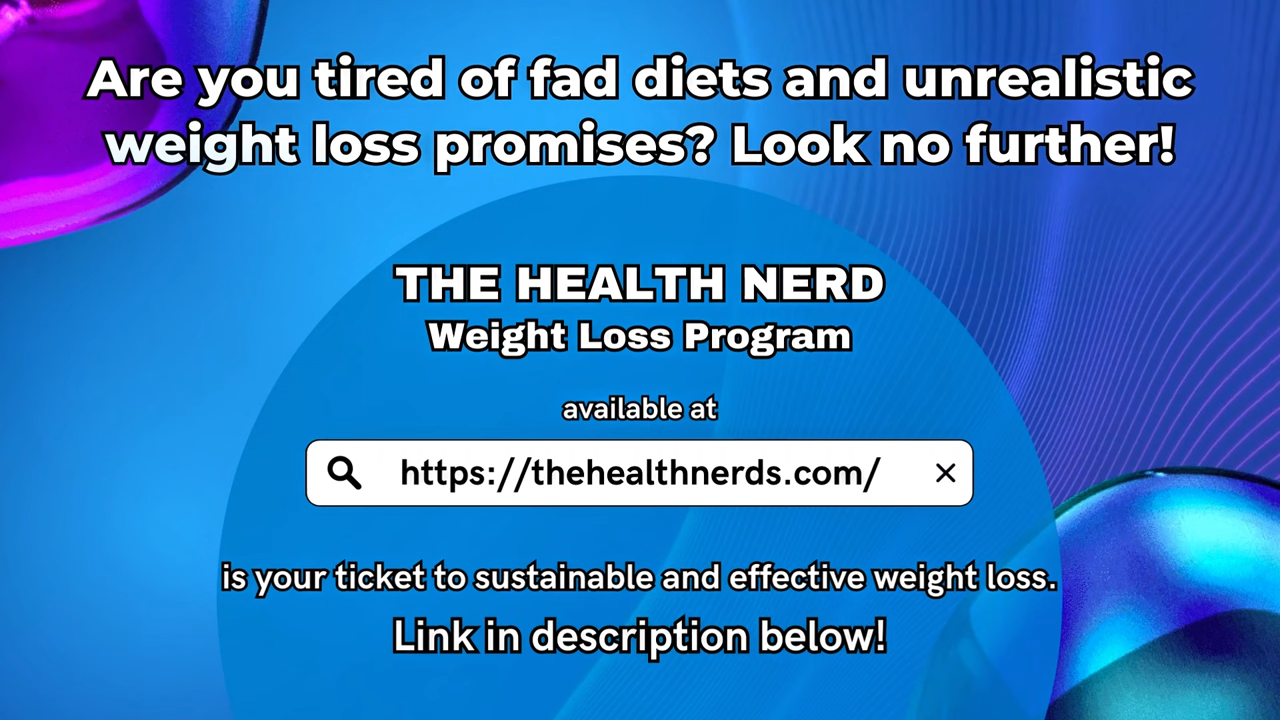 Are you tired of fad diets and unrealistic
weight loss promises? Look no further!
THE HEALTH NERD
Weight Loss Program
available at
https://thehealthnerds.com/
is your ticket to sustainable and effective weight loss.
Link in description below!